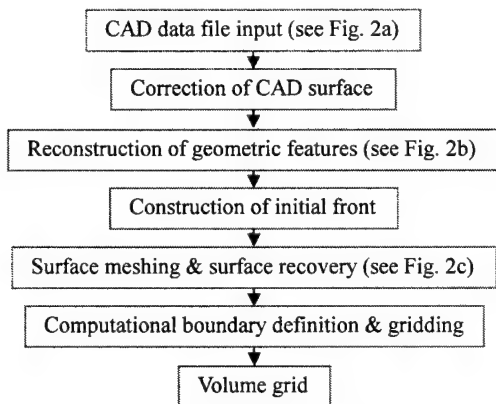 CAD data file input (see Fig. 2a)
Correction of CAD surface
Reconstruction of geometric features (see Fig. 2b)
Construction of initial front
Surface meshing & surface recovery (see Fig. 2c)
Computational boundary definition & gridding
Volume grid